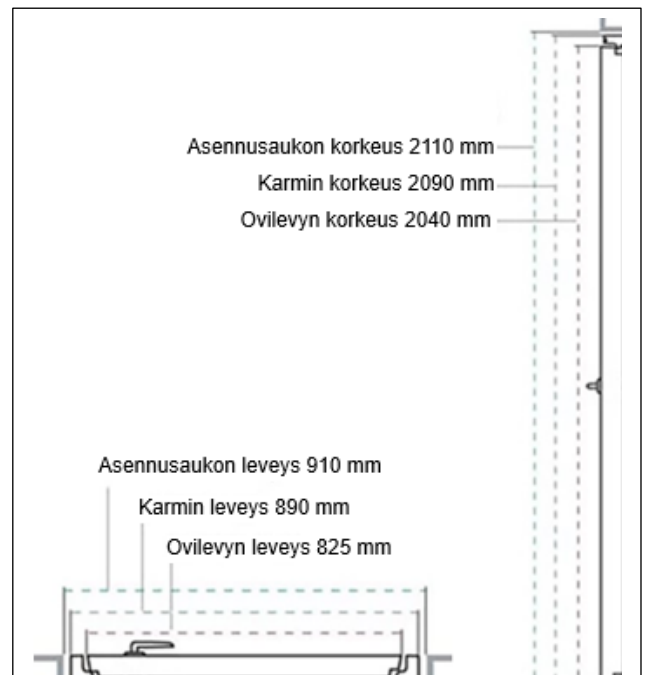 Asennusaukon korkeus 2110 mm
Karmin korkeus 2090 mm
Ovilevyn korkeus 2040 mm
Asennusaukon leveys 910 mm
Karmin leveys 890 mm
Ovilevyn leveys 825 mm